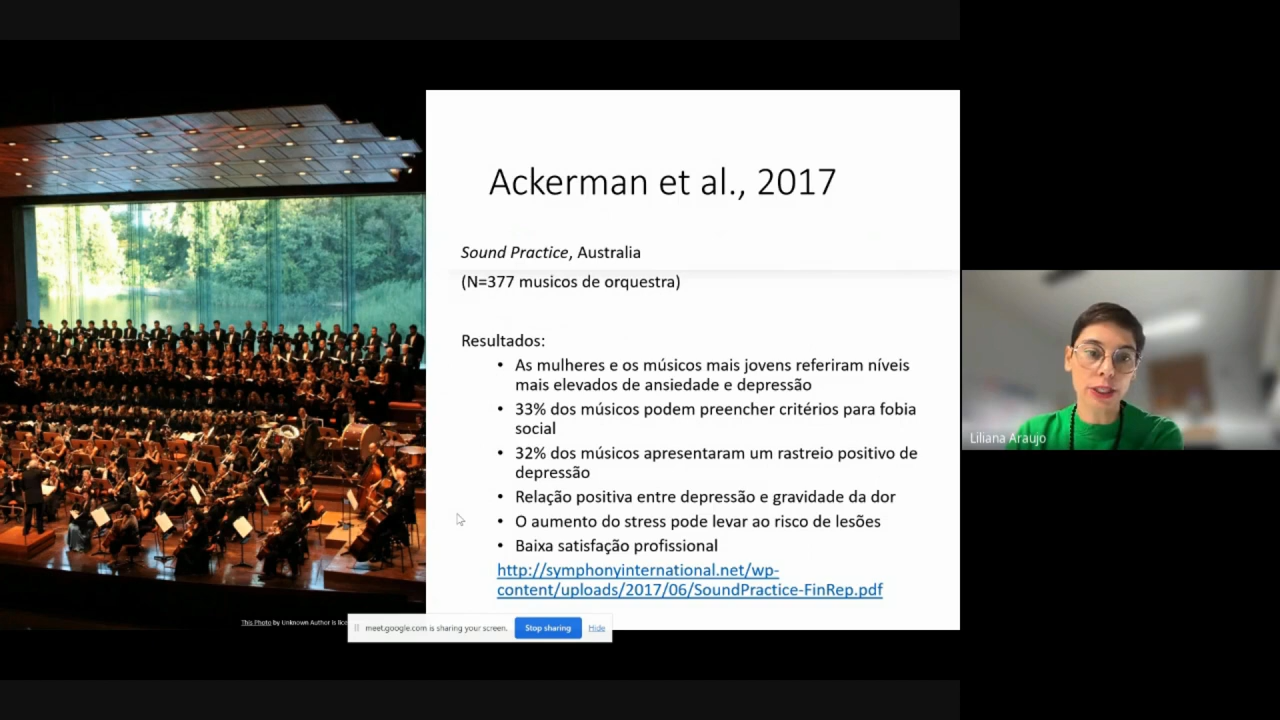 Ackerman et al., 2017
Sound Practice, Australia
(N=377 musicos de orquestra)
Resultados:
• As mulheres e os músicos mais jovens referiram níveis
mais elevados de ansiedade e depressão
• 33% dos músicos podem preencher critérios para fobia
social
• 32% dos músicos apresentaram um rastreio positivo de
depressão
• Relação positiva entre depressão e gravidade da dor
• O aumento do stress pode levar ao risco de lesões
• Baixa satisfação profissional
http://symphonyinternational.net/wp-
content/uploads/2017/06/SoundPractice-FinRep.pdf
This Photo by Unknown Author is
meet.google.com is sharing your screen.
Stop sharing
Hide
Liliana Araujo